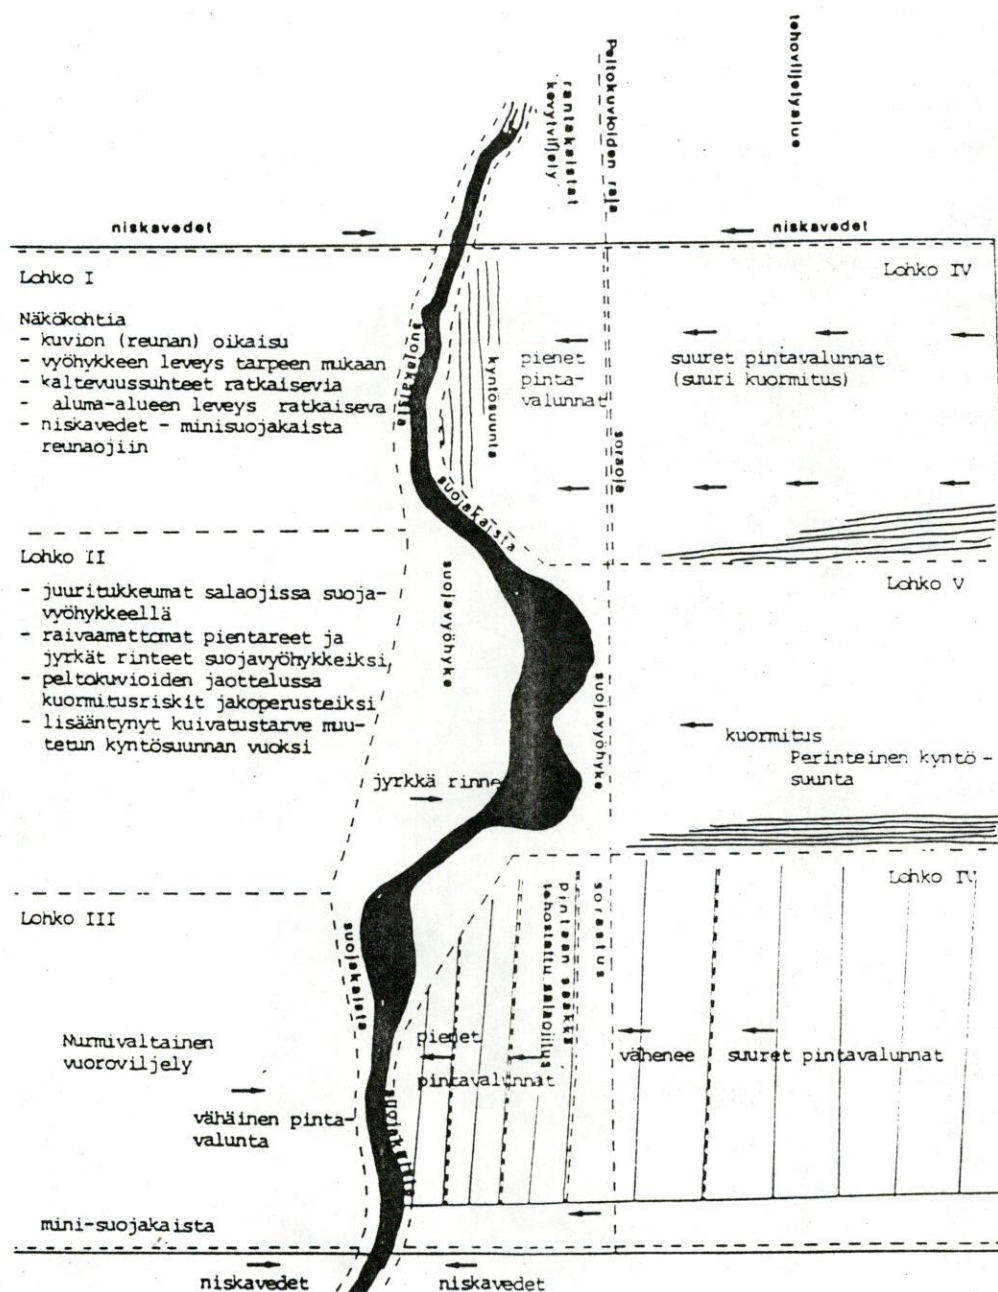 tehoviljelyalue
Peltokuvioiden raja
rantakaistat
kevytviljely
niskavedet
niskavedet
Lohko I
Näkökohtia
- kuvion (reunan) oikaisu
- vyöhykkeen leveys tarpeen mukaan
- kaltevuussuhteet ratkaisevia
- aluma-alueen leveys ratkaiseva
- niskavedet - minisuojakaista
reunaojiin
suojakaista
kyntösuunta
pienet
pinta-
valunnat
Lohko IV
suuret pintavalunnat
(suuri kuormitus)
soraoja
suojakaista
Lohko II
- juuritukkeumat salaojissa suoja-
vyöhykkeellä
- raivaamattomat pientareet ja
jyrkät rinteet suojavyöhykkeiksi
- peltokuvioiden jaottelussa
kuormitusriskit jakoperusteiksi
- lisääntynyt kuivatustarve muu-
tetun kyntösuunnan vuoksi
suojavyöhyke
jyrkkä rinne
suojavyöhyke
Lohko V
kuormitus
Perinteinen kyntö-
suunta
Lohko III
suojakaista
Nurmivaltainen
vuoroviljely
vähäinen pinta-
valunta
suojakaista
pienet
pintavalunnat
pintaan saakka
tehostettu salaojitus
sorastus
Lohko IV
vähenee
suuret pintavalunnat
mini-suojakaista
niskavedet
niskavedet